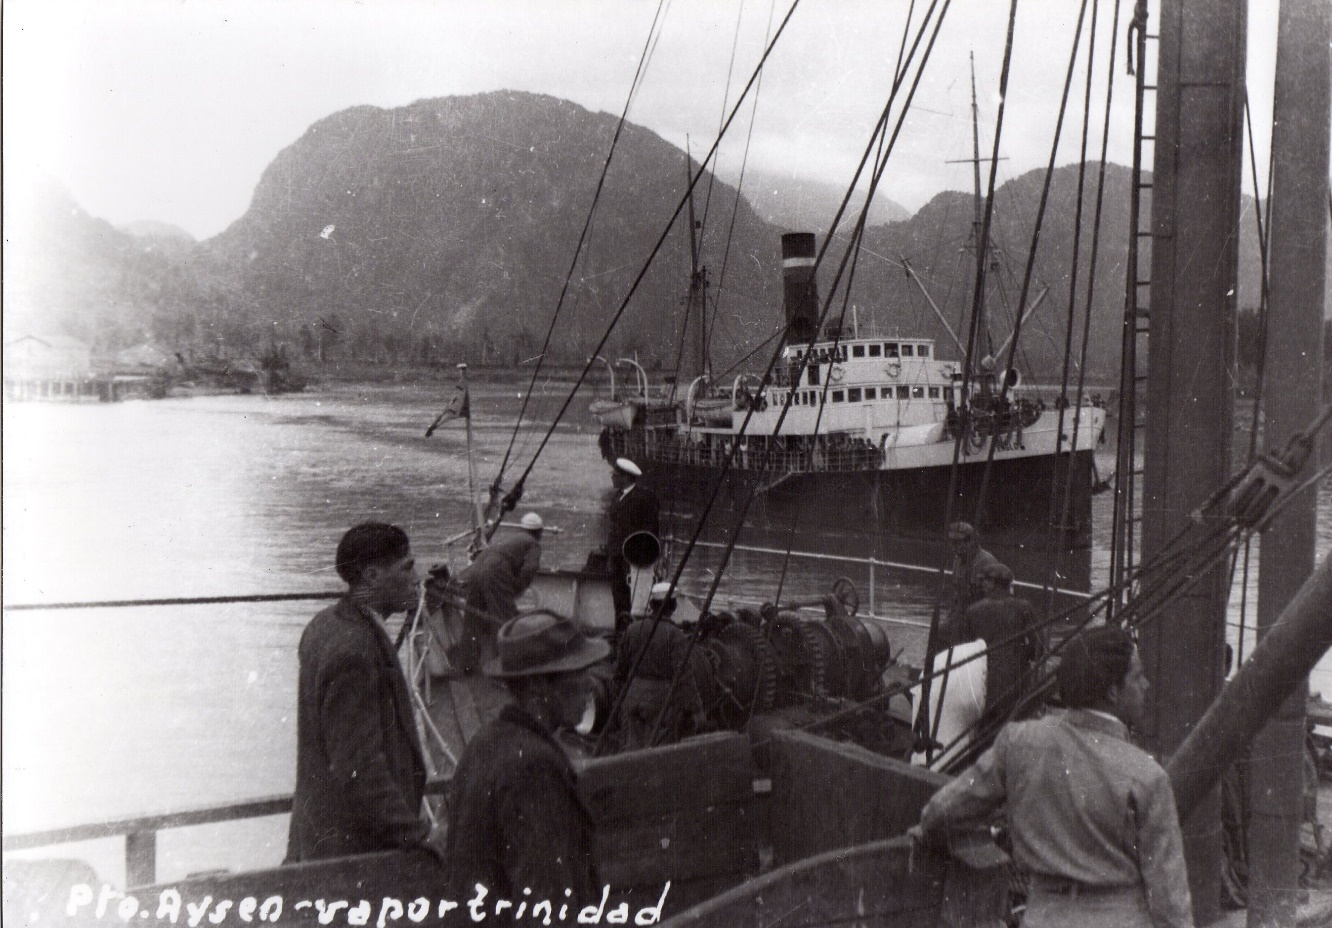 Pto. Aysen - vapor trinidad